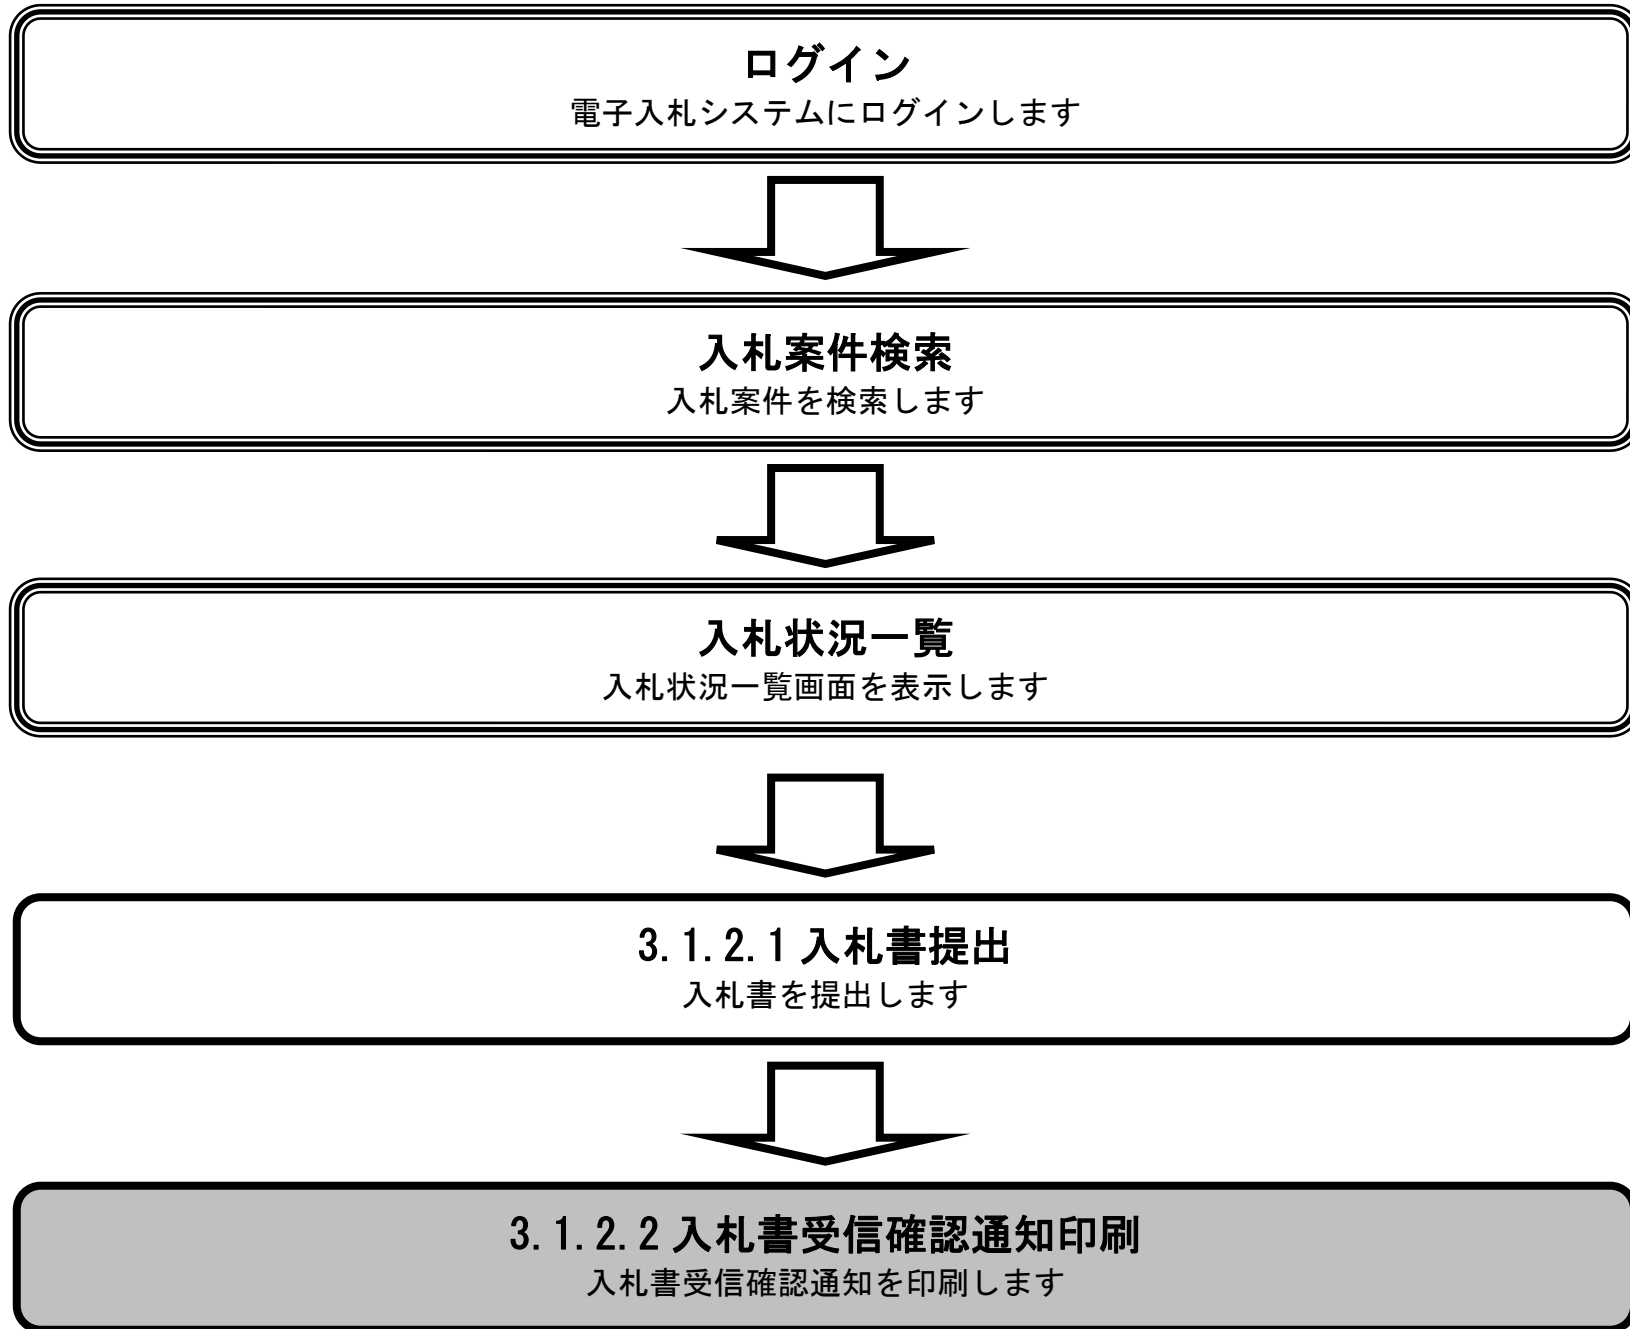 ログイン
電子入札システムにログインします
入札案件検索
入札案件を検索します
入札状況一覧
入札状況一覧画面を表示します
3.1.2.1 入札書提出
入札書を提出します
3.1.2.2 入札書受信確認通知印刷
入札書受信確認通知を印刷します